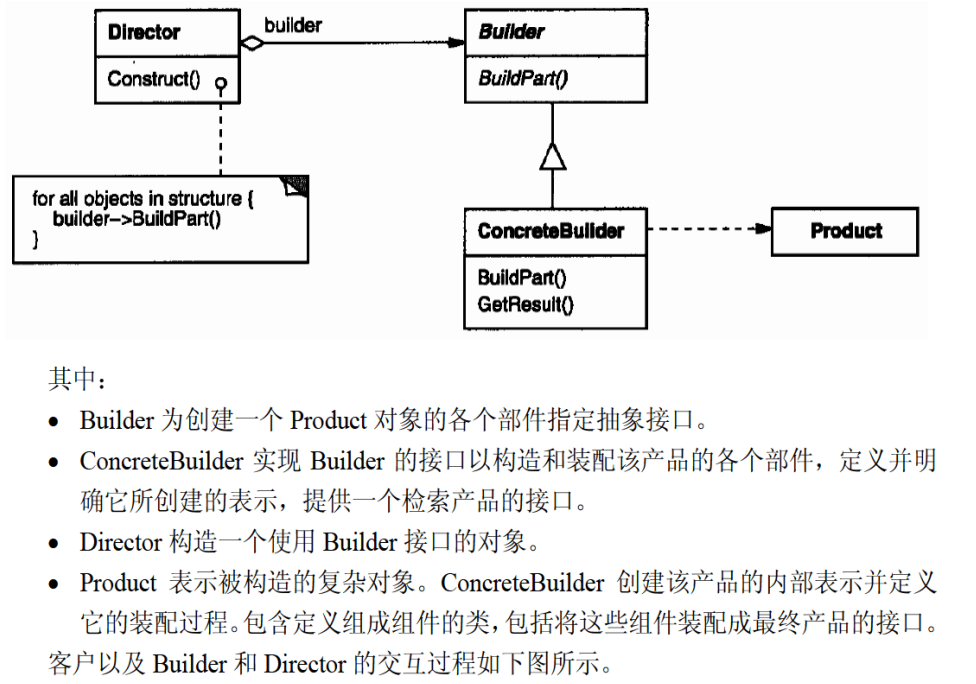 Director
builder
Builder
Construct()
BuildPart()
for all objects in structure {
builder->BuildPart()
}
ConcreteBuilder
Product
BuildPart()
GetResult()
其中：
• Builder 为创建一个 Product 对象的各个部件指定抽象接口。
• ConcreteBuilder 实现 Builder 的接口以构造和装配该产品的各个部件，定义并明
确它所创建的表示，提供一个检索产品的接口。
• Director 构造一个使用 Builder 接口的对象。
• Product 表示被构造的复杂对象。ConcreteBuilder 创建该产品的内部表示并定义
它的装配过程。包含定义组成组件的类，包括将这些组件装配成最终产品的接口。
客户以及 Builder 和 Director 的交互过程如下图所示。